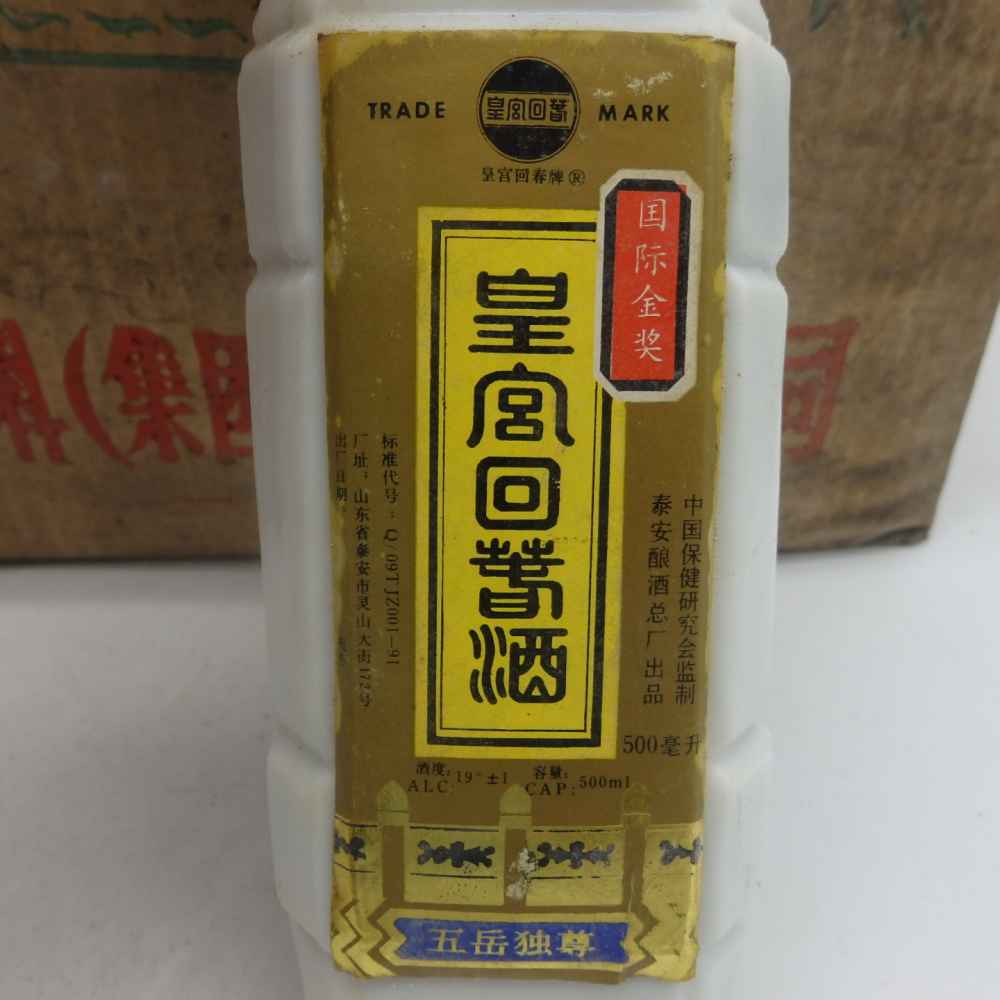 TRADE MARK
皇宫回春
皇宫回春牌®
国际金奖
皇宫回春酒
中国保健研究会监制
泰安酿酒总厂出品
500毫升
标准代号：Q/09TJZ001-91
厂址：山东省泰安市灵山大街172号
出厂日期：
酒度：19°±1 容量：500ml
ALC: CAP:
五岳独尊